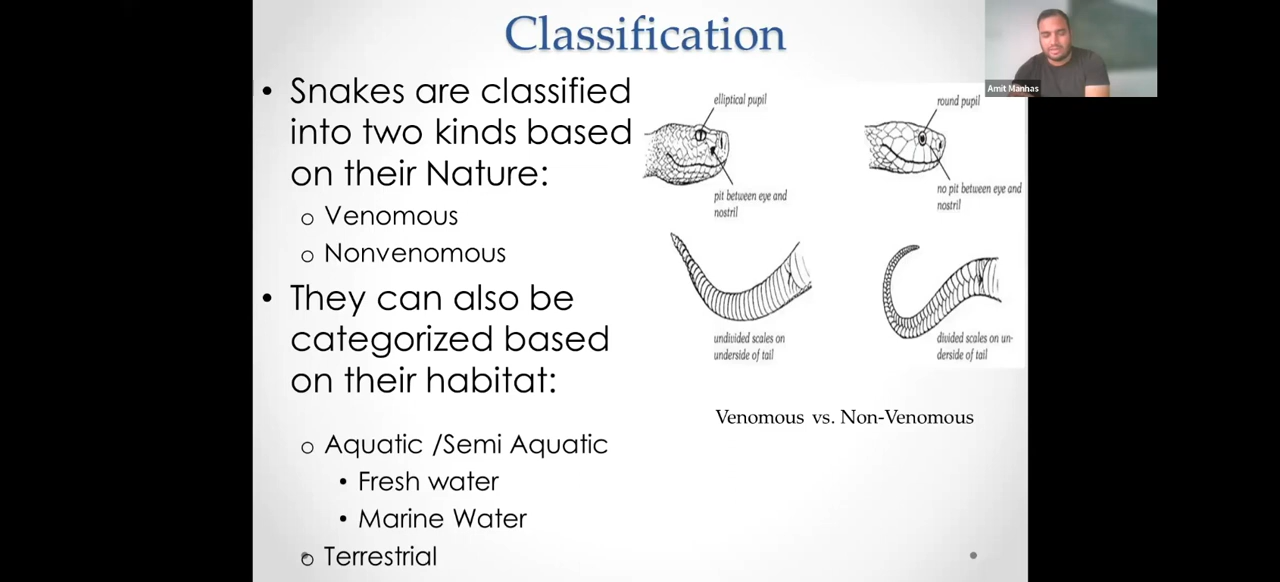 Classification
Amit Manhas
• Snakes are classified
into two kinds based
on their Nature:
o Venomous
o Nonvenomous
• They can also be
categorized based
on their habitat:
o Aquatic /Semi Aquatic
• Fresh water
• Marine Water
o Terrestrial
elliptical pupil
pit between eye and
nostril
round pupil
no pit between eye and
nostril
undivided scales on
underside of tail
divided scales on un-
derside of tail
Venomous vs. Non-Venomous